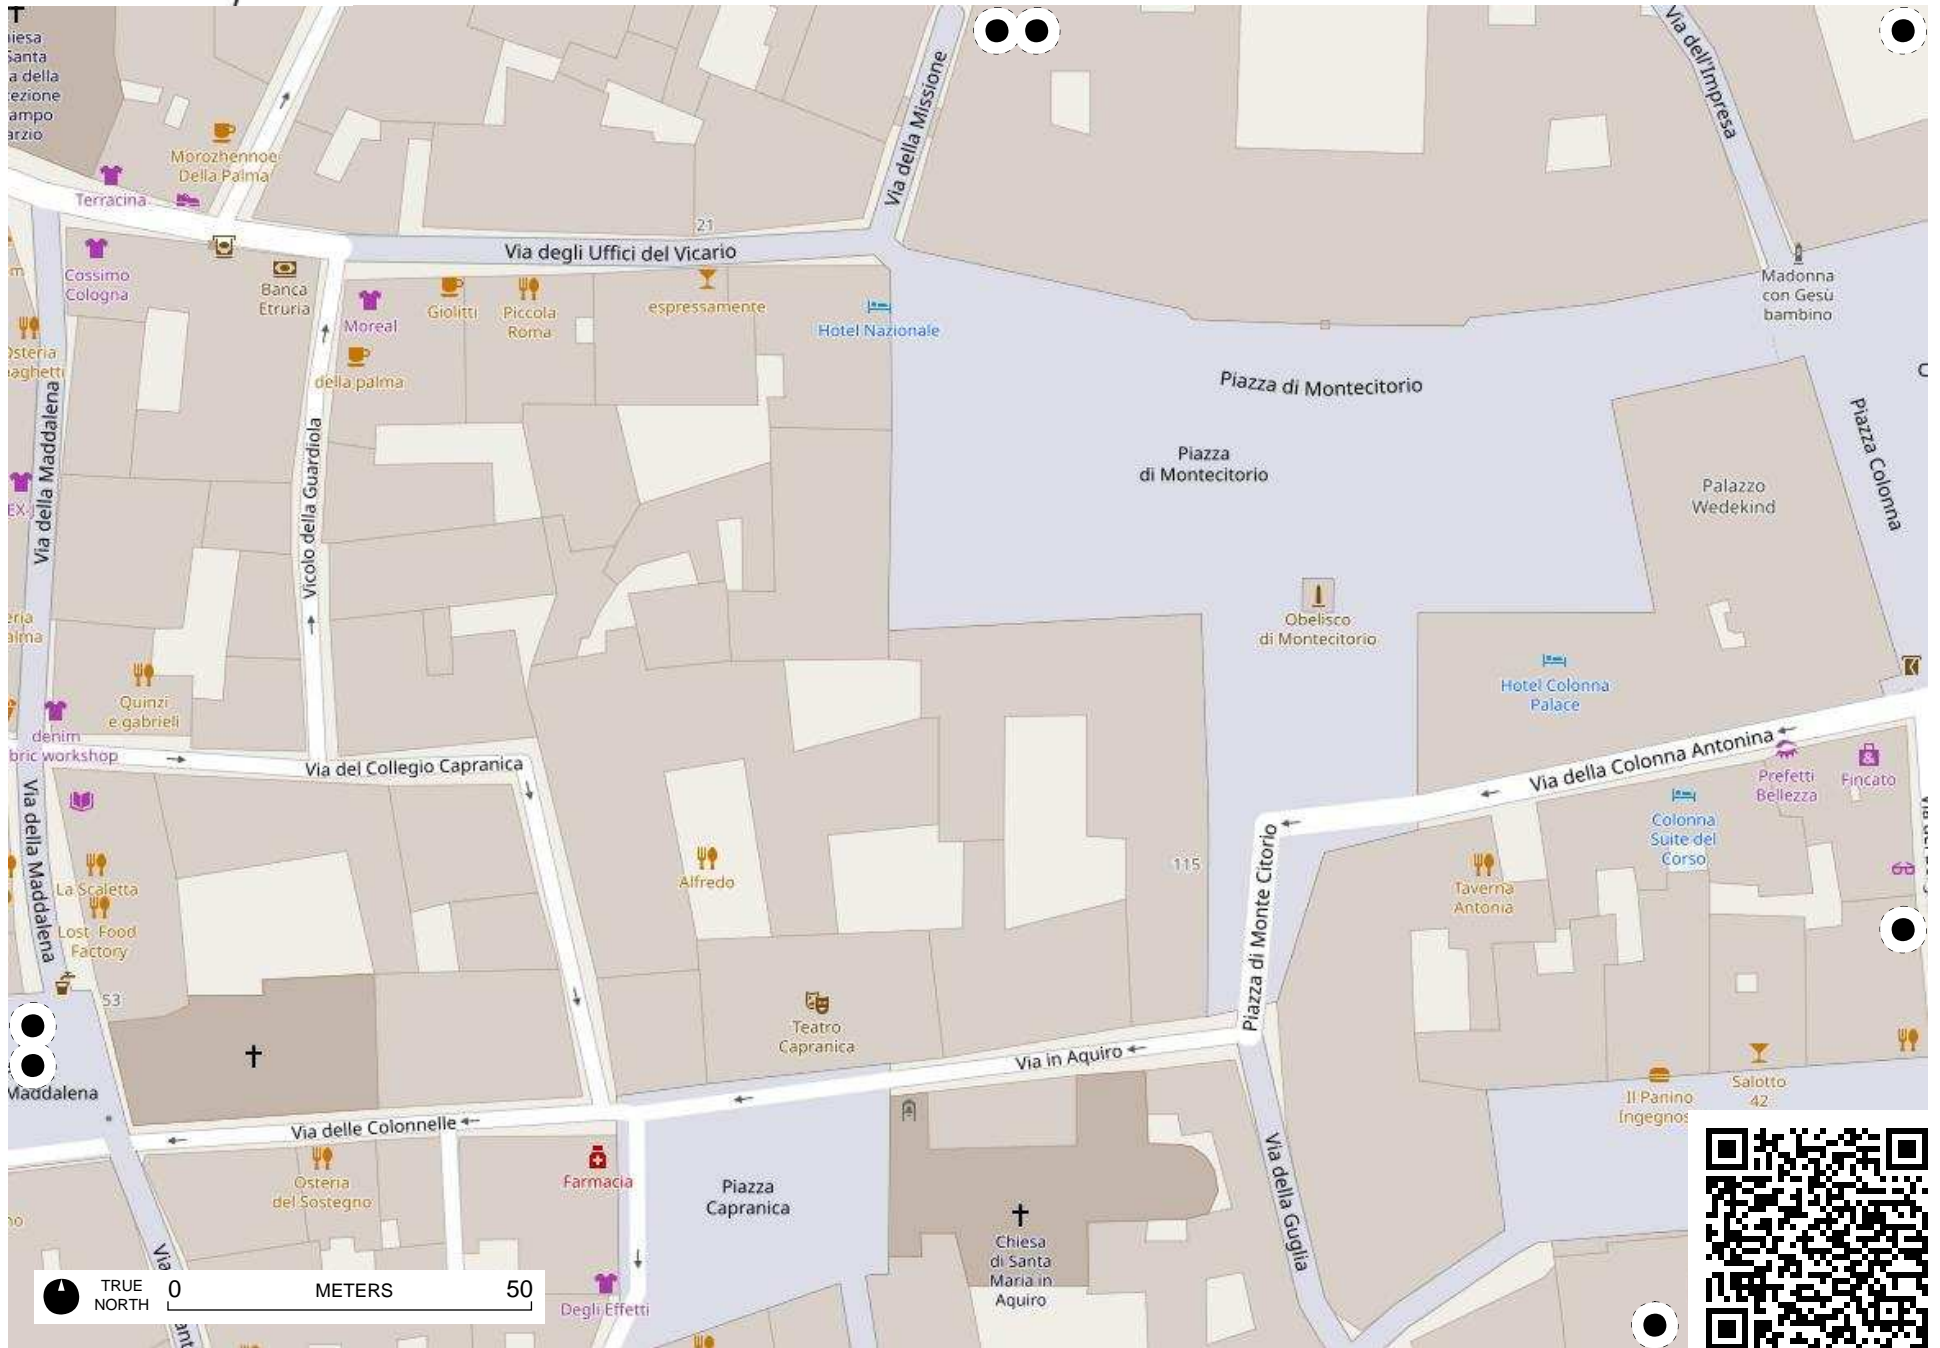 della
Via della Missione
Via dell'Impresa
Morozhennoe
Della Palma
Terracina
21
Via degli Uffici del Vicario
Cossimo
Cologna
Banca
Etruria
Moreal
Giolitti
Piccola
Roma
espressamente
Hotel Nazionale
Madonna
con Gesù
bambino
della palma
Osteria
Piazza di Montecitorio
Via della Maddalena
Vicolo della Guardiola
Piazza
di Montecitorio
Palazzo
Wedekind
Piazza Colonna
Obelisco
di Montecitorio
Quinzi
e gabrieli
Hotel Colonna
Palace
denim
workshop
Via del Collegio Capranica
Via della Colonna Antonina
Prefetti
Bellezza
Fincato
Via della Maddalena
Colonna
Suite del
Corso
La Scaletta
Alfredo
115
Piazza di Monte Citorio
Taverna
Antonia
Lost Food
Factory
53
Teatro
Capranica
Via in Aquiro
Maddalena
Il Panino
Salotto
42
Via delle Colonnelle
Via della Guglia
Osteria
del Sostegno
Farmacia
Piazza
Capranica
Chiesa
di Santa
Maria in
Aquiro
Via
Degli Effetti
TRUE
NORTH
0 METERS 50